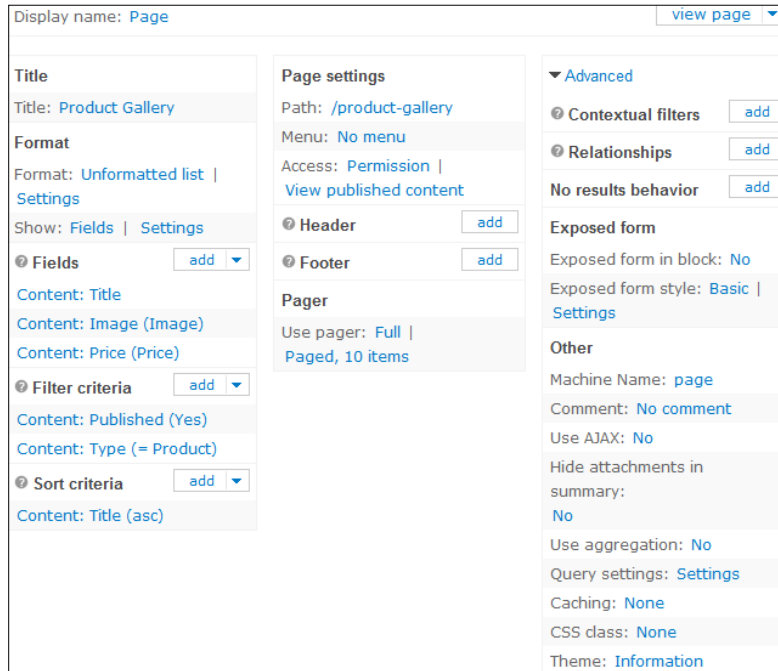 Display name: Page
view page
Title
Title: Product Gallery
Format
Format: Unformatted list |
Settings
Show: Fields | Settings
Fields
add
Content: Title
Content: Image (Image)
Content: Price (Price)
Filter criteria
add
Content: Published (Yes)
Content: Type (= Product)
Sort criteria
add
Content: Title (asc)
Page settings
Path: /product-gallery
Menu: No menu
Access: Permission |
View published content
Header
add
Footer
add
Pager
Use pager: Full |
Paged, 10 items
Advanced
Contextual filters
add
Relationships
add
No results behavior
add
Exposed form
Exposed form in block: No
Exposed form style: Basic |
Settings
Other
Machine Name: page
Comment: No comment
Use AJAX: No
Hide attachments in
summary:
No
Use aggregation: No
Query settings: Settings
Caching: None
CSS class: None
Theme: Information